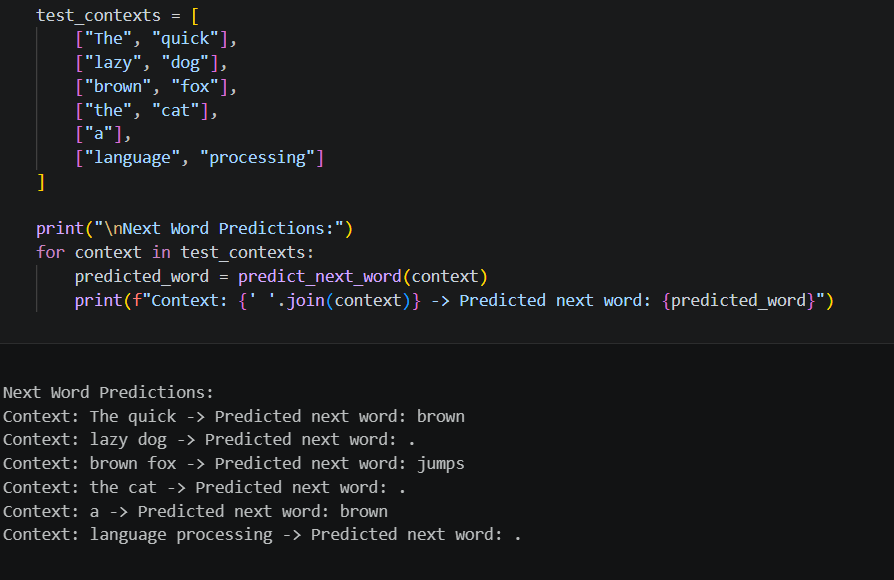 test_contexts = [
    ["The", "quick"],
    ["lazy", "dog"],
    ["brown", "fox"],
    ["the", "cat"],
    ["a"],
    ["language", "processing"]
]
print("\nNext Word Predictions:")
for context in test_contexts:
    predicted_word = predict_next_word(context)
    print(f"Context: {' '.join(context)} -> Predicted next word: {predicted_word}")
Next Word Predictions:
Context: The quick -> Predicted next word: brown
Context: lazy dog -> Predicted next word: .
Context: brown fox -> Predicted next word: jumps
Context: the cat -> Predicted next word: .
Context: a -> Predicted next word: brown
Context: language processing -> Predicted next word: .